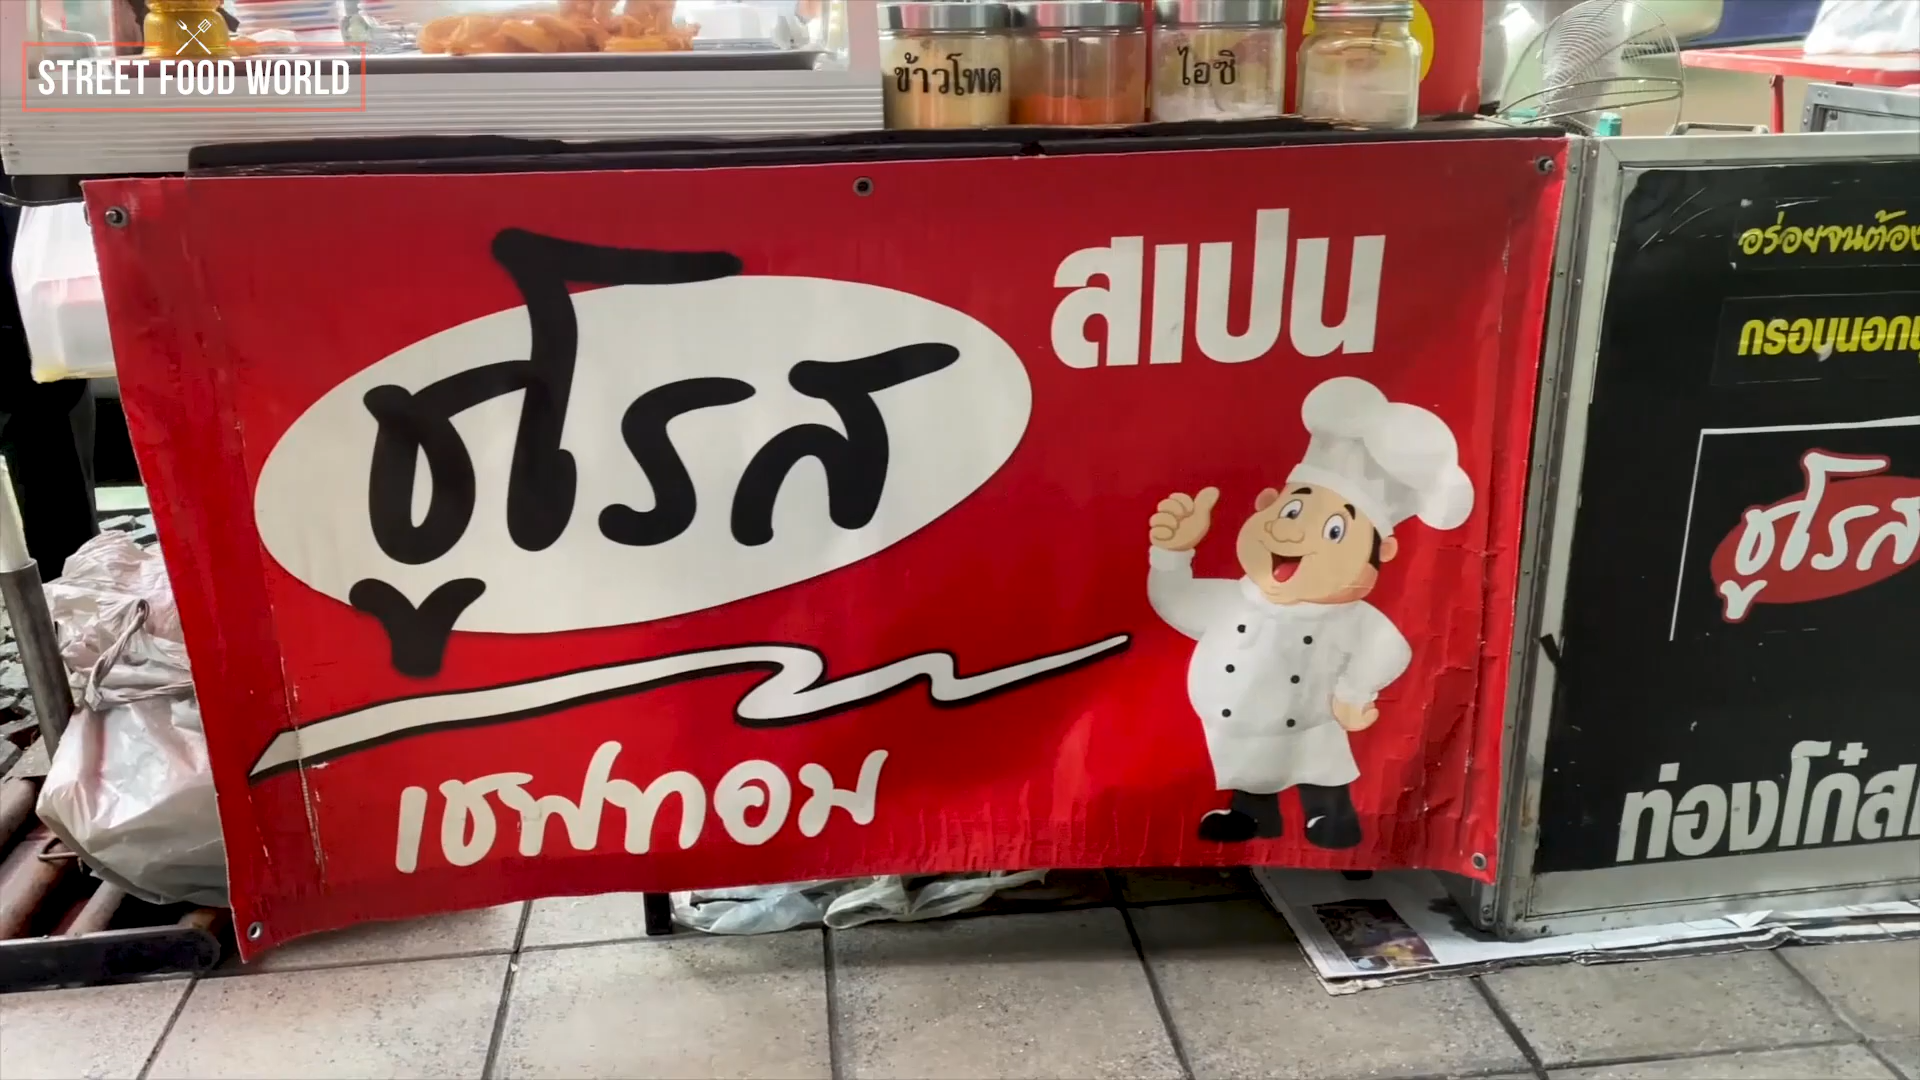 STREET FOOD WORLD
ข้าวโพด
ไอซิ
ชูโรส
สเปน
เชฟทอม
อร่อยจนต้อง
กรอบนอกนุ
ชูโรส
ท่องโก๋ส